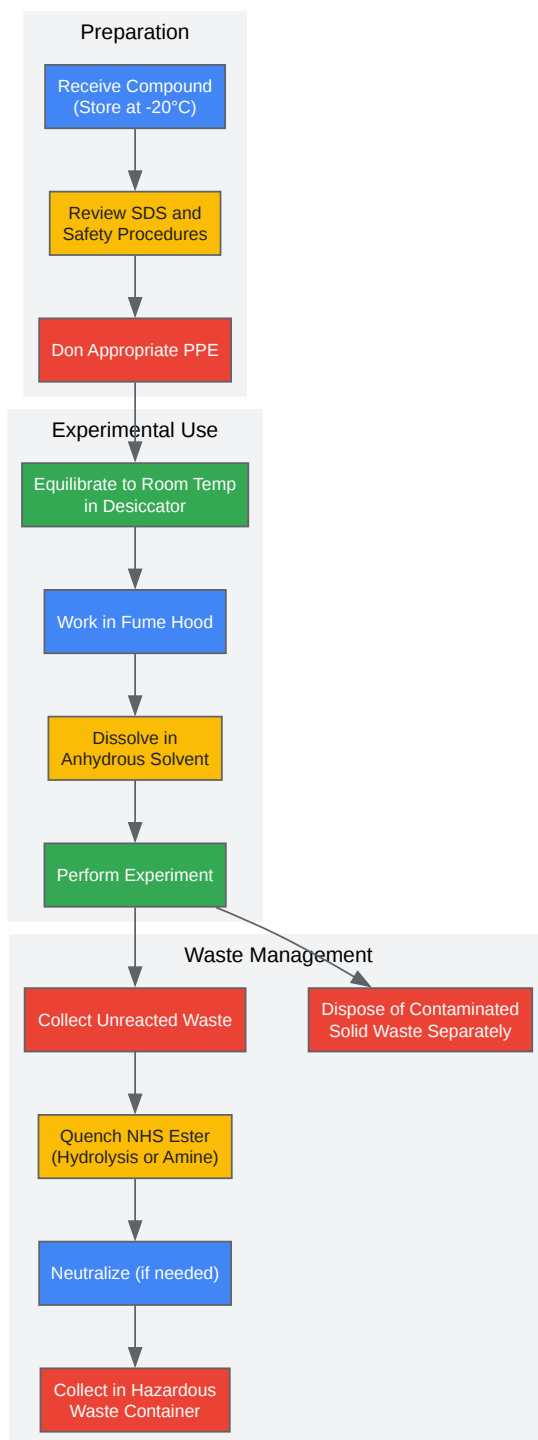 Preparation
Receive Compound
(Store at -20°C)
Review SDS and
Safety Procedures
Don Appropriate PPE
Experimental Use
Equilibrate to Room Temp
in Desiccator
Work in Fume Hood
Dissolve in
Anhydrous Solvent
Perform Experiment
Waste Management
Collect Unreacted Waste
Dispose of Contaminated
Solid Waste Separately
Quench NHS Ester
(Hydrolysis or Amine)
Neutralize (if needed)
Collect in Hazardous
Waste Container